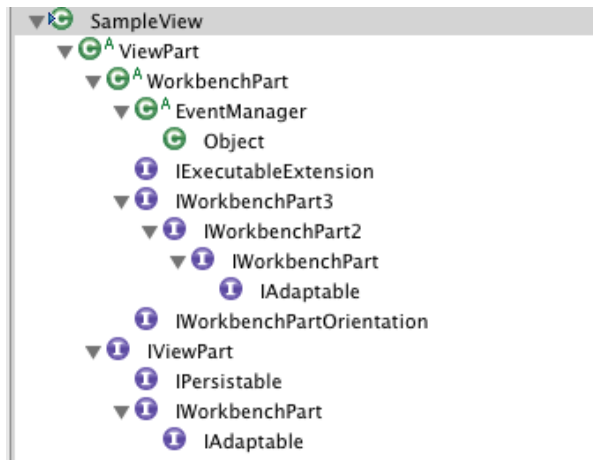 SampleView
ViewPart
WorkbenchPart
EventManager
Object
IExecutableExtension
IWorkbenchPart3
IWorkbenchPart2
IWorkbenchPart
IAdaptable
IWorkbenchPartOrientation
IViewPart
IPersistable
IWorkbenchPart
IAdaptable